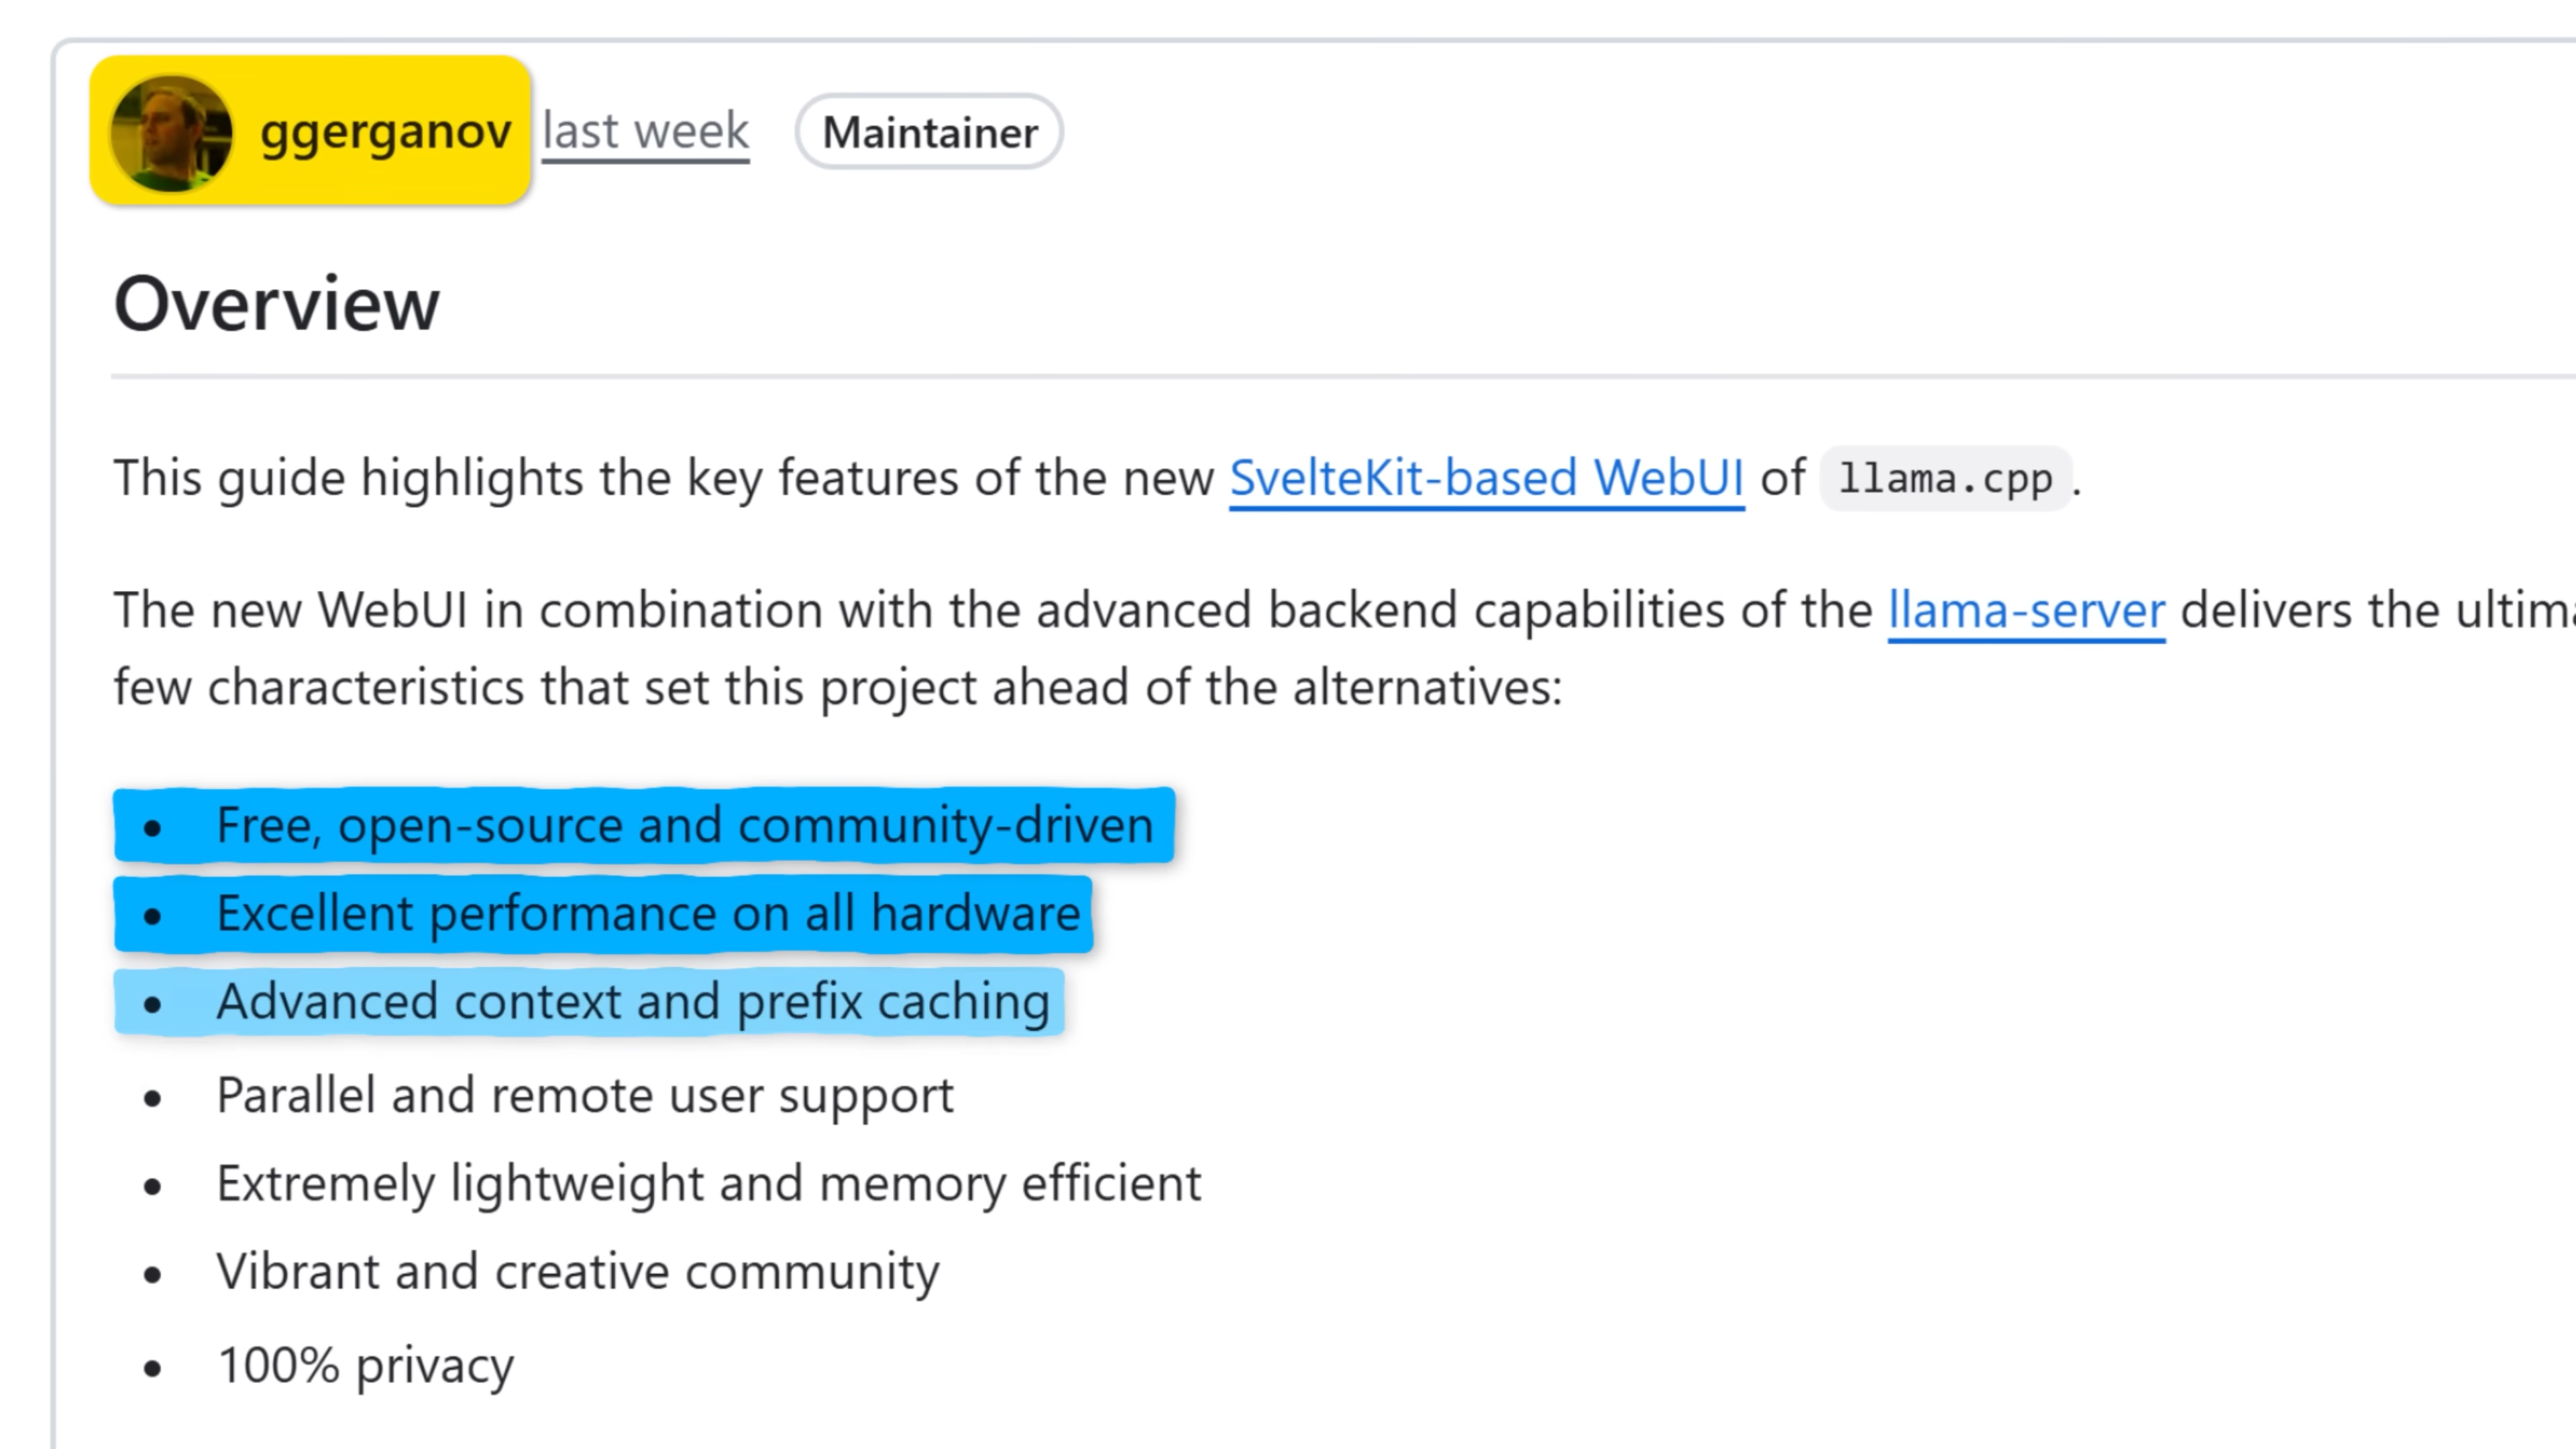 ggerganov last week Maintainer
Overview
This guide highlights the key features of the new SvelteKit-based WebUI of llama.cpp.
The new WebUI in combination with the advanced backend capabilities of the llama-server delivers the
few characteristics that set this project ahead of the alternatives:
• Free, open-source and community-driven
• Excellent performance on all hardware
• Advanced context and prefix caching
• Parallel and remote user support
• Extremely lightweight and memory efficient
• Vibrant and creative community
• 100% privacy